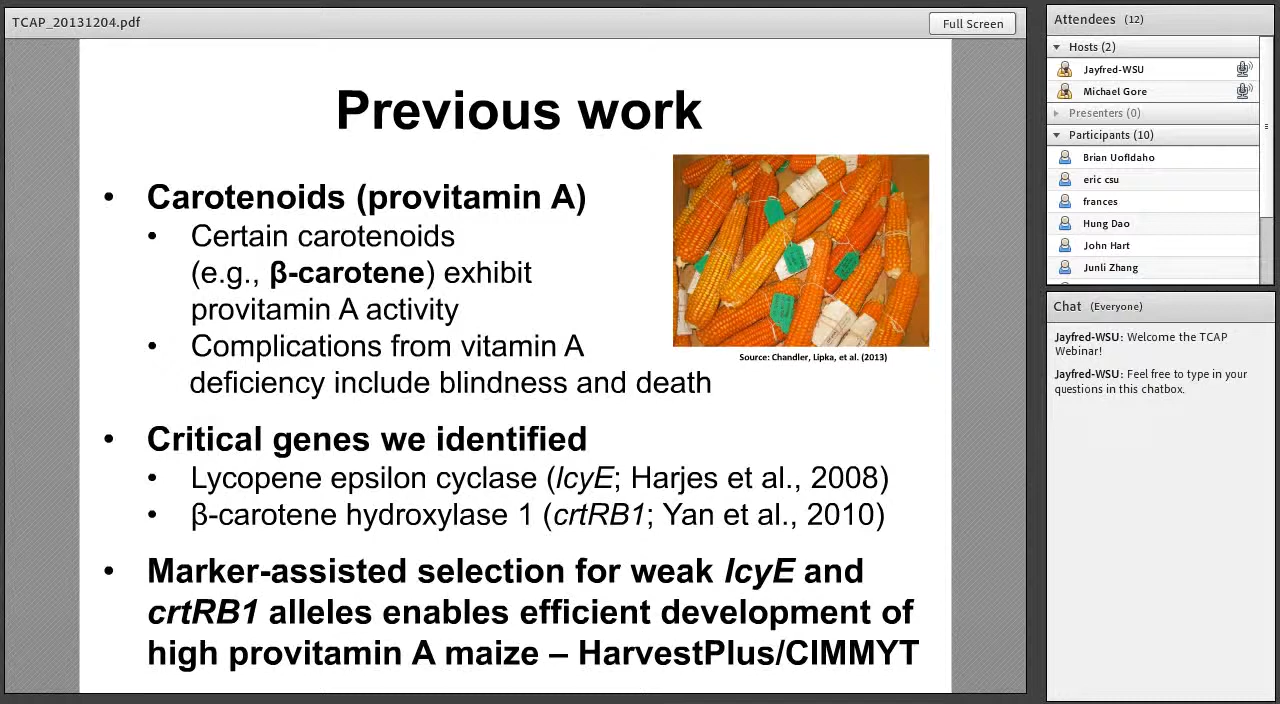 TCAP_20131204.pdf
Full Screen
Previous work
• Carotenoids (provitamin A)
• Certain carotenoids
(e.g., β-carotene) exhibit
provitamin A activity
• Complications from vitamin A
deficiency include blindness and death
Source: Chandler, Lipka, et al. (2013)
• Critical genes we identified
• Lycopene epsilon cyclase (lcyE; Harjes et al., 2008)
• β-carotene hydroxylase 1 (crtRB1; Yan et al., 2010)
• Marker-assisted selection for weak lcyE and
crtRB1 alleles enables efficient development of
high provitamin A maize – HarvestPlus/CIMMYT
Attendees (12)
Hosts (2)
Jayfred-WSU
Michael Gore
Presenters (0)
Participants (10)
Brian UofIdaho
eric csu
frances
Hung Dao
John Hart
Junli Zhang
Chat (Everyone)
Jayfred-WSU: Welcome the TCAP
Webinar!
Jayfred-WSU: Feel free to type in your
questions in this chatbox.